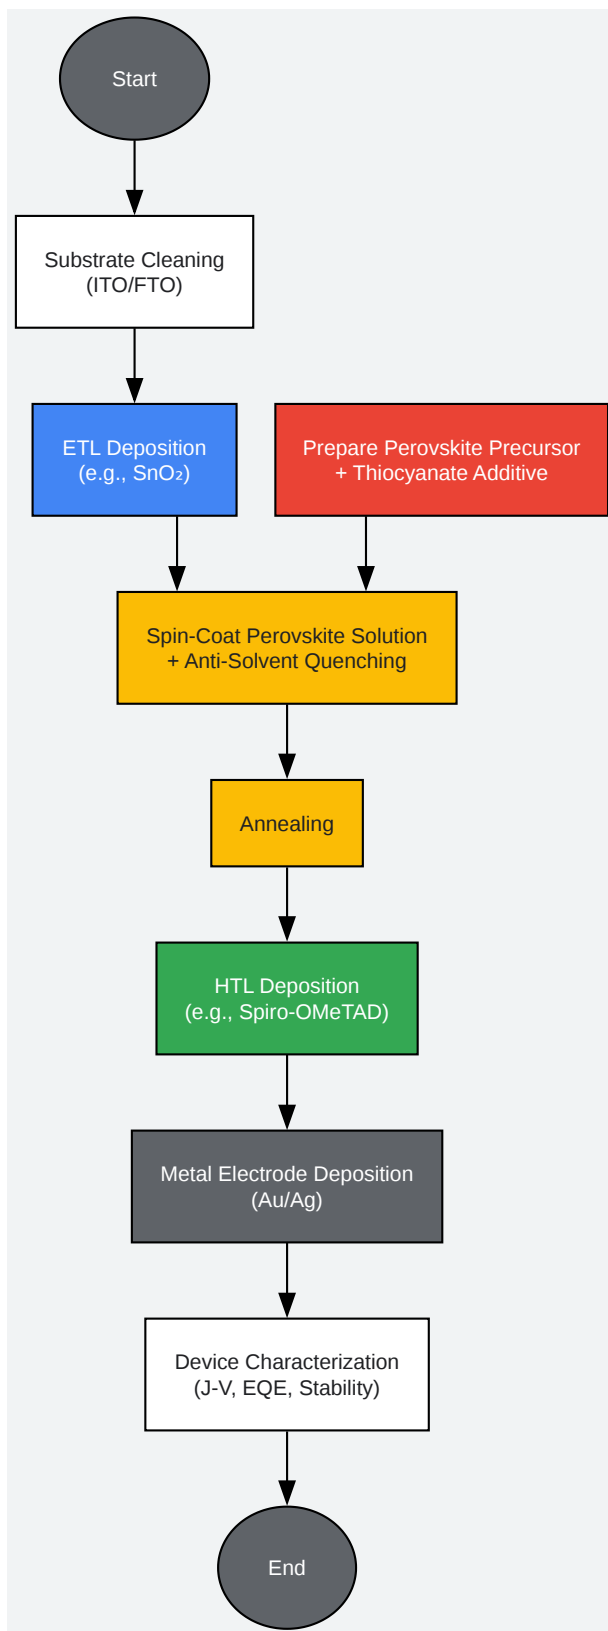 Start
Substrate Cleaning
(ITO/FTO)
ETL Deposition
(e.g., SnO₂)
Prepare Perovskite Precursor
+ Thiocyanate Additive
Spin-Coat Perovskite Solution
+ Anti-Solvent Quenching
Annealing
HTL Deposition
(e.g., Spiro-OMeTAD)
Metal Electrode Deposition
(Au/Ag)
Device Characterization
(J-V, EQE, Stability)
End